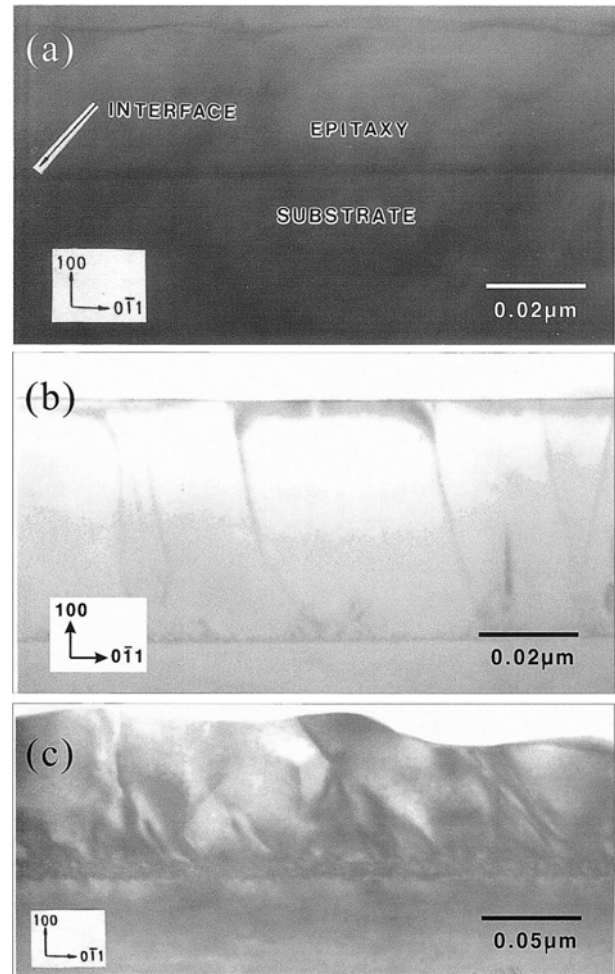 (a)
INTERFACE
EPITAXY
SUBSTRATE
100
01̅1
0.02μm
(b)
100
01̅1
0.02μm
(c)
100
01̅1
0.05μm